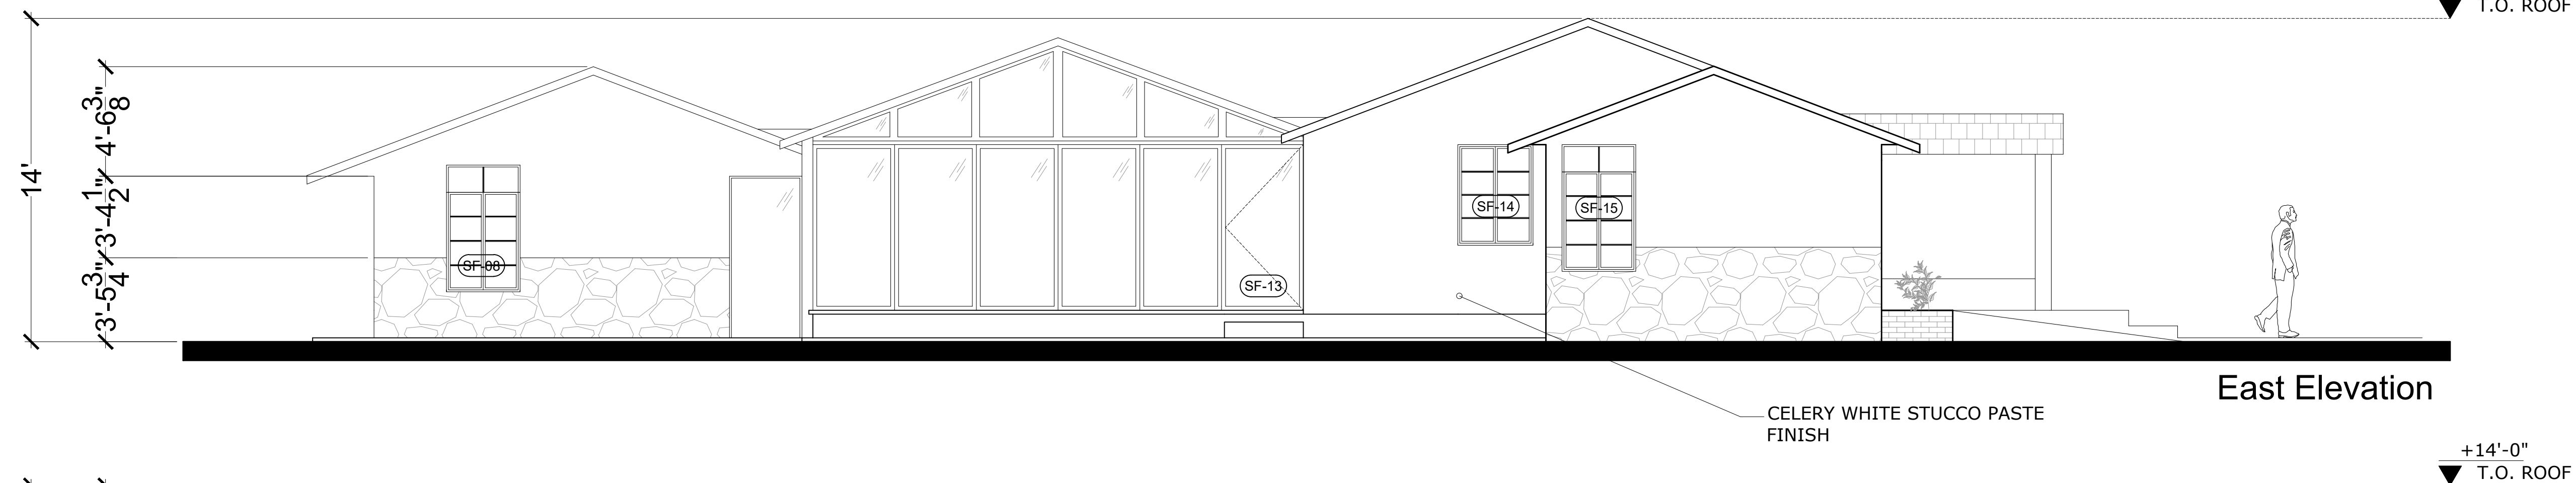 T.O. ROOF
14'
4'-6 3/8"
3'-4 1/2"
3'-5 3/4"
SF-08
SF-13
SF-14
SF-15
East Elevation
CELERY WHITE STUCCO PASTE
FINISH
+14'-0"
T.O. ROOF